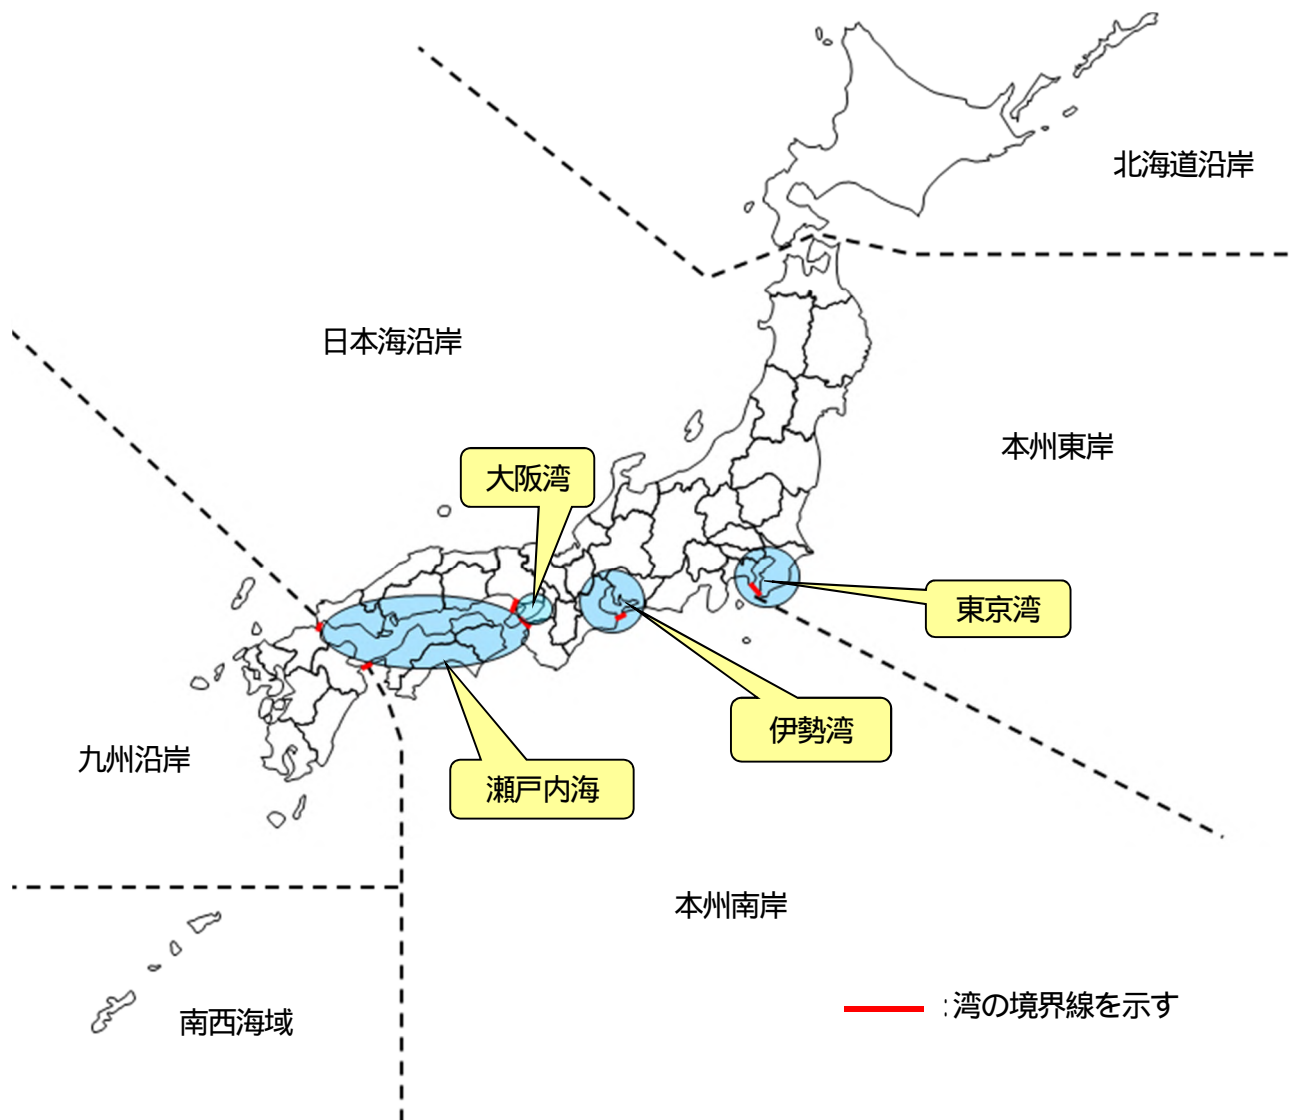 北海道沿岸
日本海沿岸
本州東岸
大阪湾
東京湾
伊勢湾
九州沿岸
瀬戸内海
本州南岸
南西海域
:湾の境界線を示す